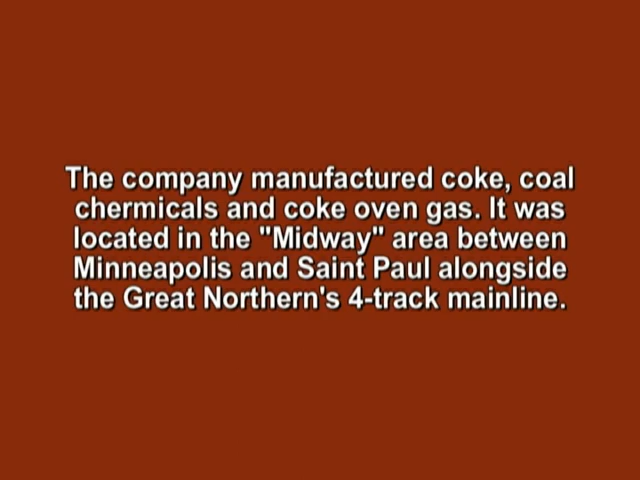 The company manufactured coke, coal
chermicals and coke oven gas. It was
located in the "Midway" area between
Minneapolis and Saint Paul alongside
the Great Northern's 4-track mainline.